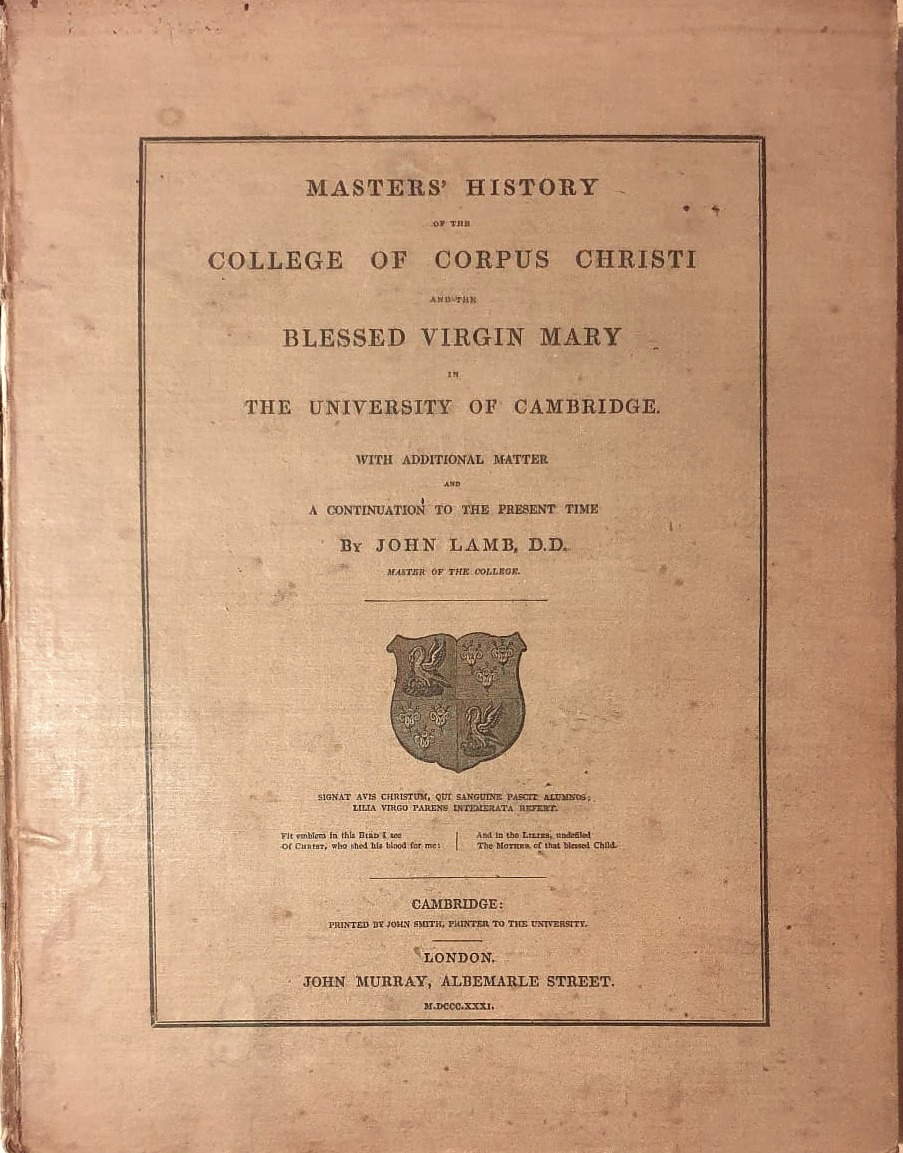 MASTERS' HISTORY
OF THE
COLLEGE OF CORPUS CHRISTI
AND THE
BLESSED VIRGIN MARY
IN
THE UNIVERSITY OF CAMBRIDGE.
WITH ADDITIONAL MATTER
AND
A CONTINUATION TO THE PRESENT TIME
BY JOHN LAMB, D.D.
MASTER OF THE COLLEGE.
SIGNAT AVIS CHRISTUM, QUI SANGUINE PASCIT ALUMNOS;
LILIA VIRGO PARENS INTEMERATA REFERT.
Fit emblem in this BIRD I see
Of CHRIST, who shed his blood for me:
And in the LILIES, undefiled
The MOTHER of that blessed Child.
CAMBRIDGE:
PRINTED BY JOHN SMITH, PRINTER TO THE UNIVERSITY.
LONDON.
JOHN MURRAY, ALBEMARLE STREET.
M.DCCC.XXXI.